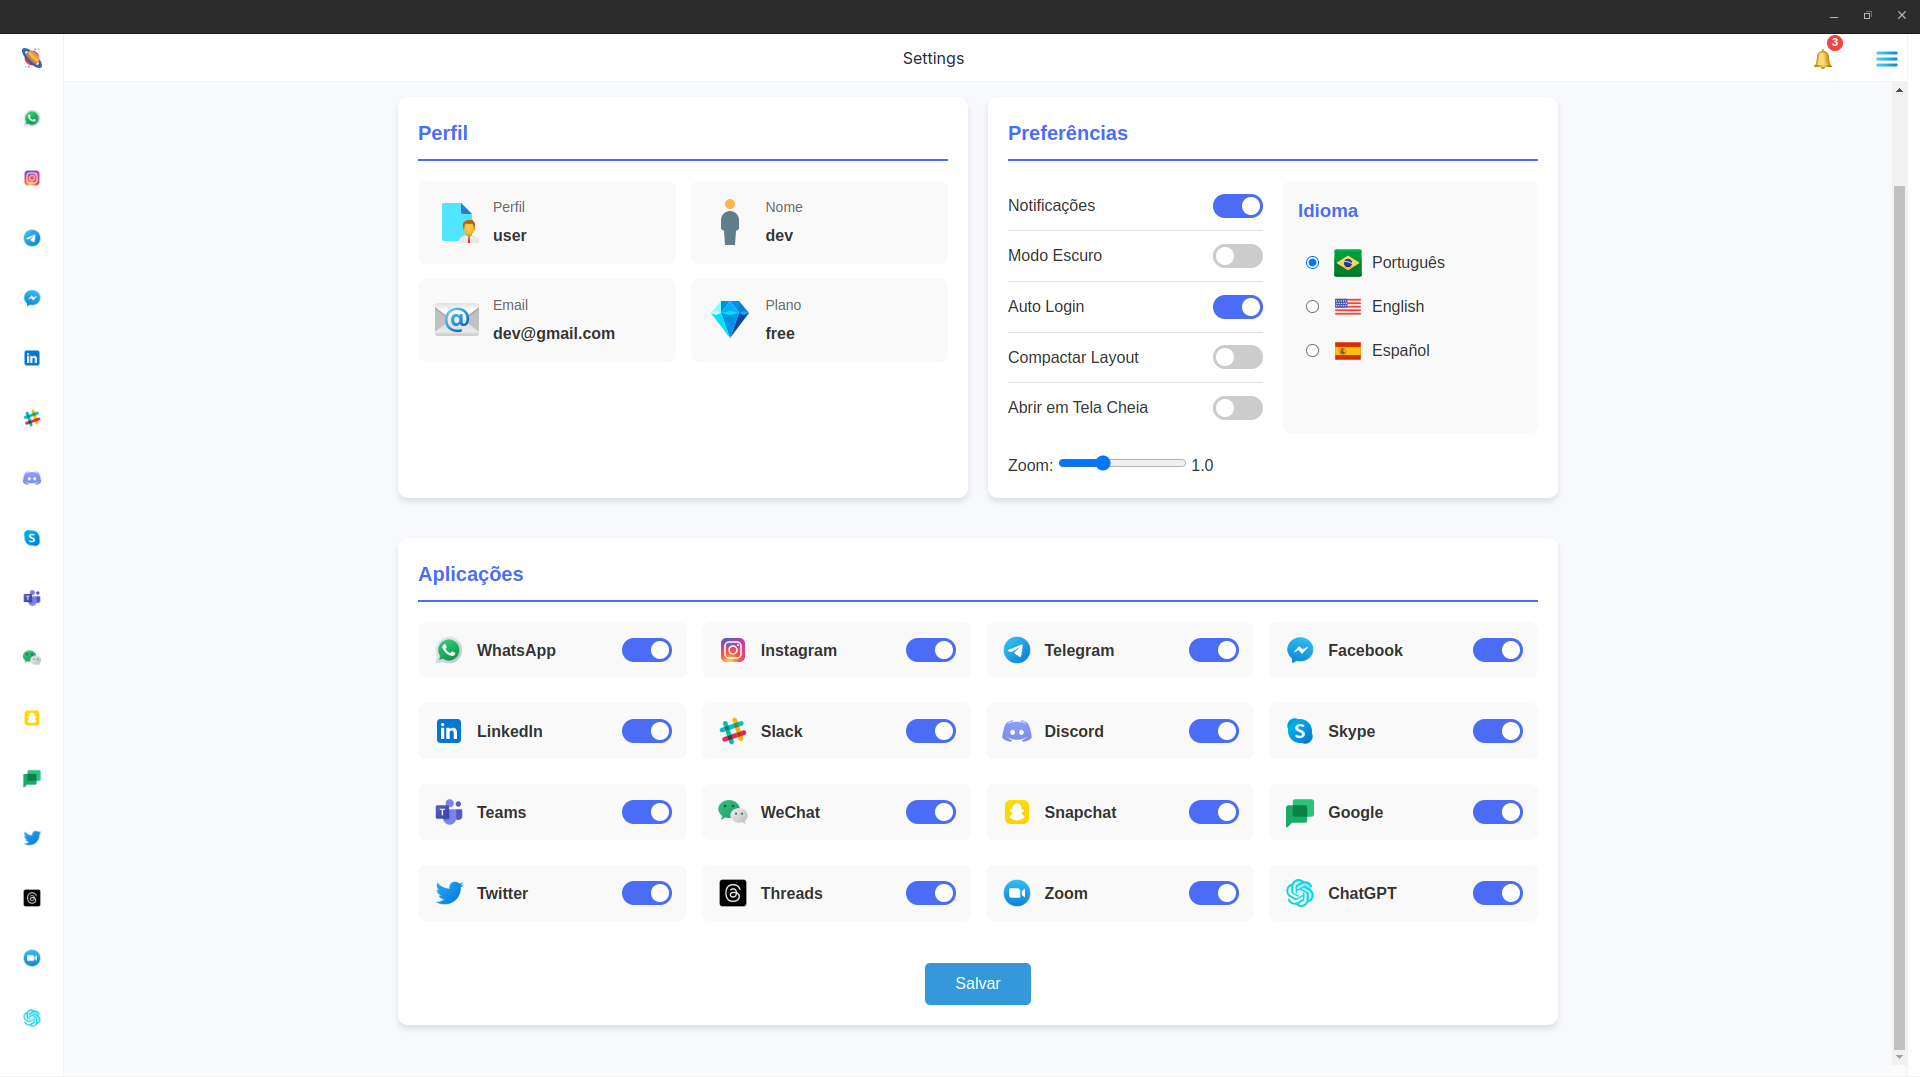 Settings
3
Perfil
Perfil
user
Nome
dev
Email
dev@gmail.com
Plano
free
Preferências
Notificações
Modo Escuro
Auto Login
Compactar Layout
Abrir em Tela Cheia
Zoom: 1.0
Idioma
Português
English
Español
Aplicações
WhatsApp
Instagram
Telegram
Facebook
LinkedIn
Slack
Discord
Skype
Teams
WeChat
Snapchat
Google
Twitter
Threads
Zoom
ChatGPT
Salvar